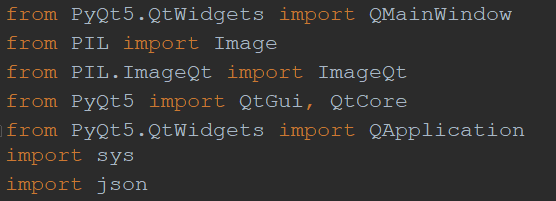 from PyQt5.QtWidgets import QMainWindow
from PIL import Image
from PIL.ImageQt import ImageQt
from PyQt5 import QtGui, QtCore
from PyQt5.QtWidgets import QApplication
import sys
import json